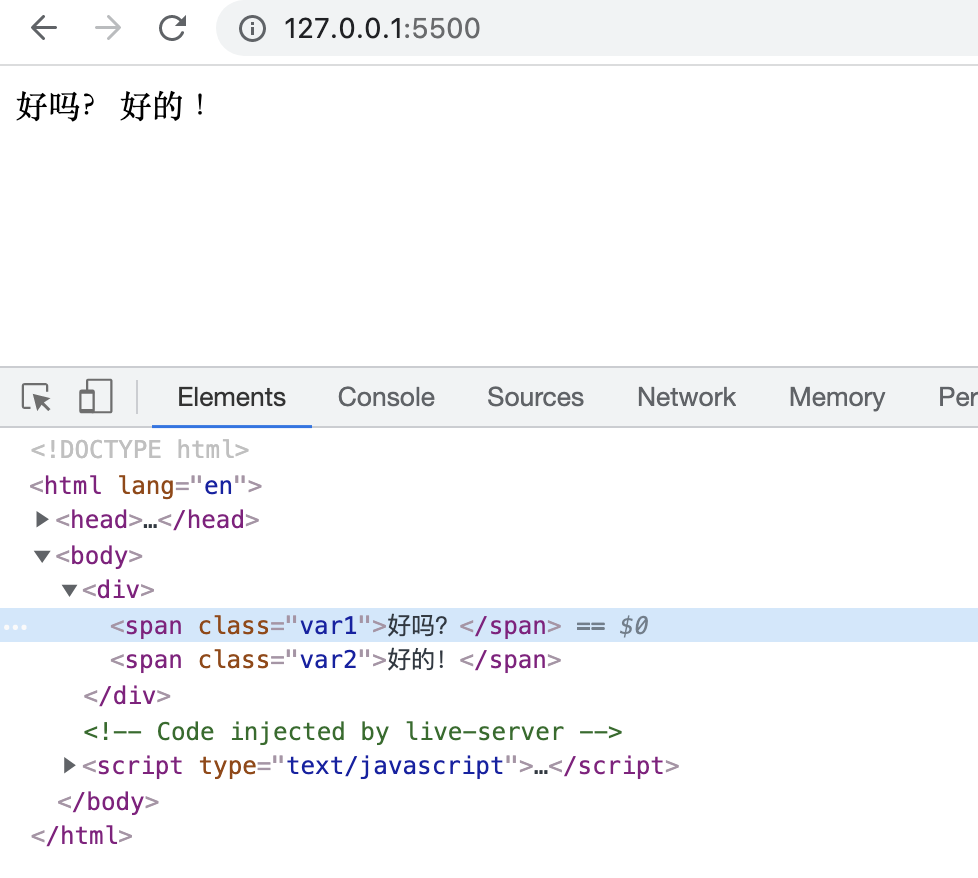 127.0.0.1:5500
好吗？ 好的！
Elements Console Sources Network Memory Per
<!DOCTYPE html>
<html lang="en">
<head>…</head>
<body>
<div>
<span class="var1">好吗？</span> == $0
<span class="var2">好的！</span>
</div>
<!-- Code injected by live-server -->
<script type="text/javascript">…</script>
</body>
</html>